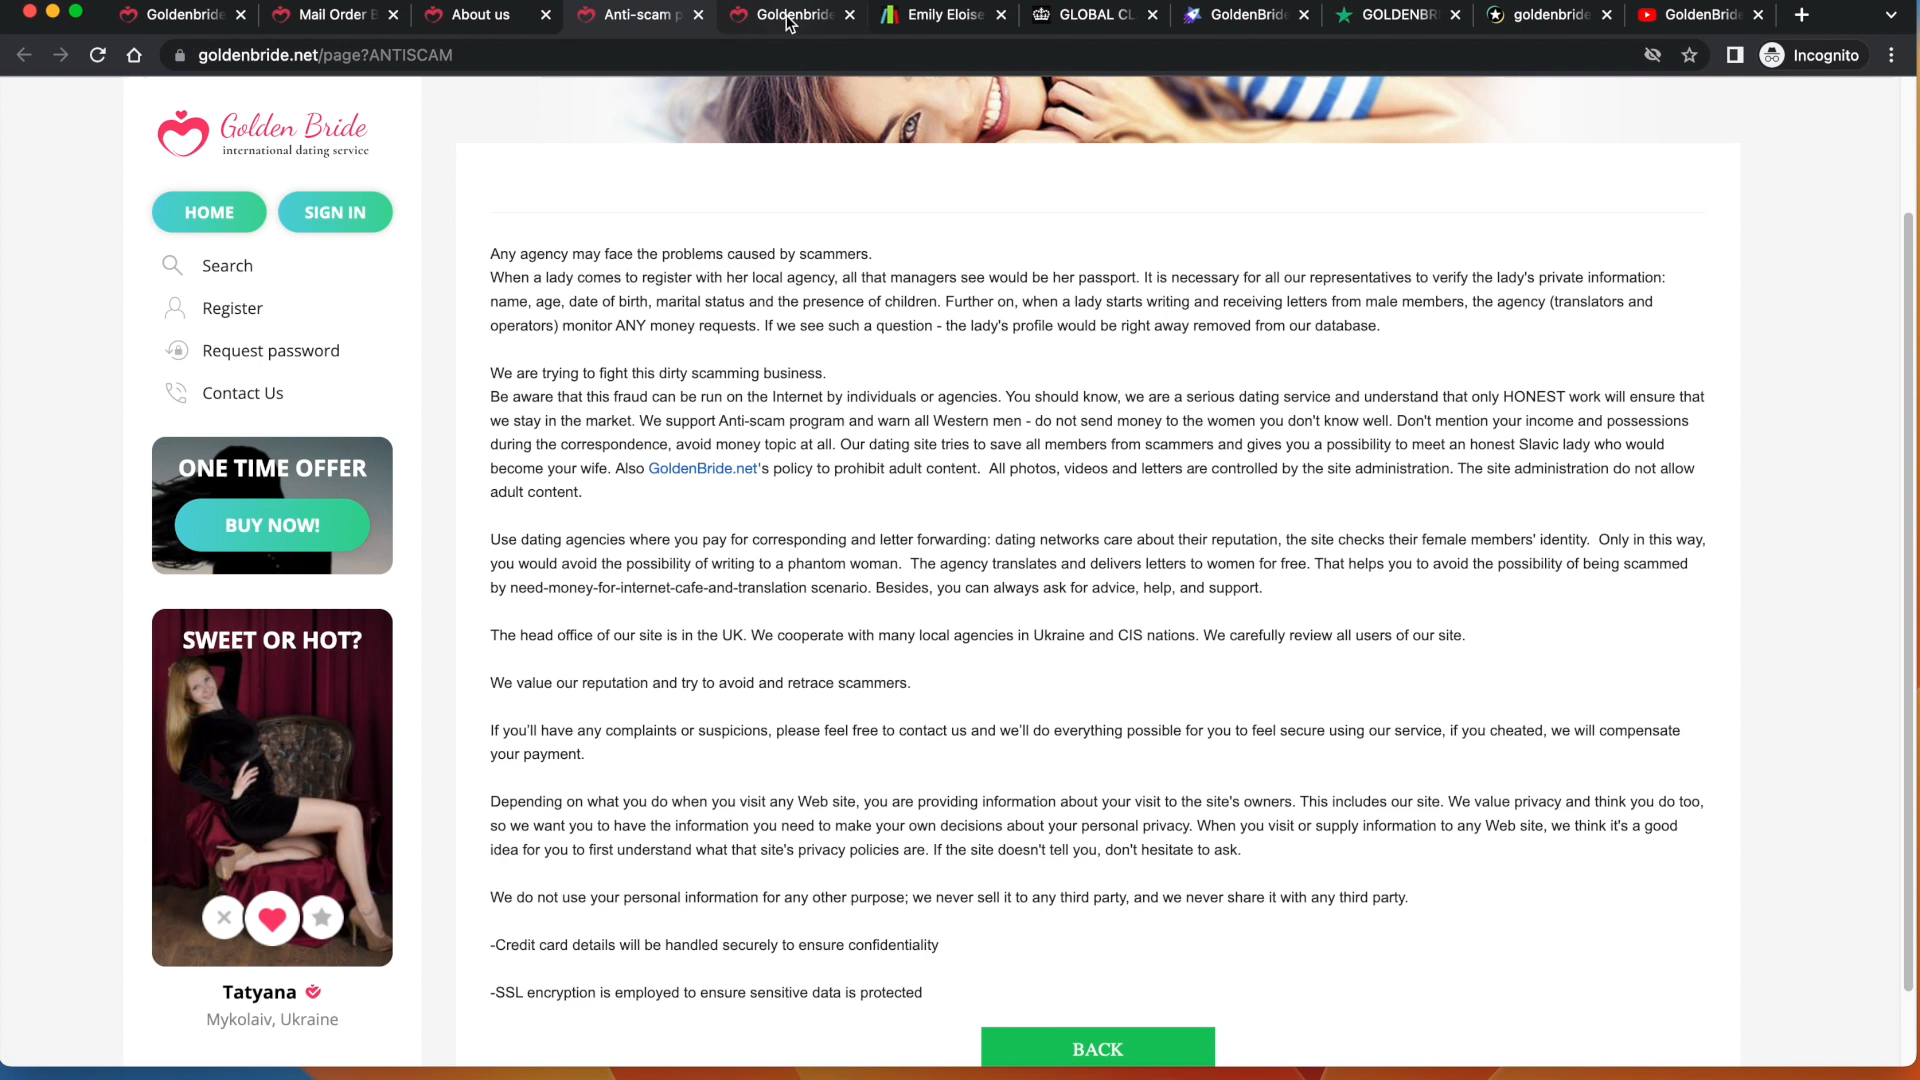 Goldenbride
Mail Order B
About us
Anti-scam p
Goldenbride
Emily Eloise
GLOBAL CL
GoldenBrid
GOLDENBR
goldenbride
GoldenBrid
goldenbride.net/page?ANTISCAM
Incognito
Golden Bride
international dating service
HOME
SIGN IN
Search
Register
Request password
Contact Us
ONE TIME OFFER
BUY NOW!
SWEET OR HOT?
Tatyana
Mykolaiv, Ukraine
Any agency may face the problems caused by scammers.
When a lady comes to register with her local agency, all that managers see would be her passport. It is necessary for all our representatives to verify the lady's private information:
name, age, date of birth, marital status and the presence of children. Further on, when a lady starts writing and receiving letters from male members, the agency (translators and
operators) monitor ANY money requests. If we see such a question - the lady's profile would be right away removed from our database.
We are trying to fight this dirty scamming business.
Be aware that this fraud can be run on the Internet by individuals or agencies. You should know, we are a serious dating service and understand that only HONEST work will ensure that
we stay in the market. We support Anti-scam program and warn all Western men - do not send money to the women you don't know well. Don't mention your income and possessions
during the correspondence, avoid money topic at all. Our dating site tries to save all members from scammers and gives you a possibility to meet an honest Slavic lady who would
become your wife. Also GoldenBride.net's policy to prohibit adult content.  All photos, videos and letters are controlled by the site administration. The site administration do not allow
adult content.
Use dating agencies where you pay for corresponding and letter forwarding: dating networks care about their reputation, the site checks their female members' identity.  Only in this way,
you would avoid the possibility of writing to a phantom woman.  The agency translates and delivers letters to women for free. That helps you to avoid the possibility of being scammed
by need-money-for-internet-cafe-and-translation scenario. Besides, you can always ask for advice, help, and support.
The head office of our site is in the UK. We cooperate with many local agencies in Ukraine and CIS nations. We carefully review all users of our site.
We value our reputation and try to avoid and retrace scammers.
If you'll have any complaints or suspicions, please feel free to contact us and we'll do everything possible for you to feel secure using our service, if you cheated, we will compensate
your payment.
Depending on what you do when you visit any Web site, you are providing information about your visit to the site's owners. This includes our site. We value privacy and think you do too,
so we want you to have the information you need to make your own decisions about your personal privacy. When you visit or supply information to any Web site, we think it's a good
idea for you to first understand what that site's privacy policies are. If the site doesn't tell you, don't hesitate to ask.
We do not use your personal information for any other purpose; we never sell it to any third party, and we never share it with any third party.
-Credit card details will be handled securely to ensure confidentiality
-SSL encryption is employed to ensure sensitive data is protected
BACK